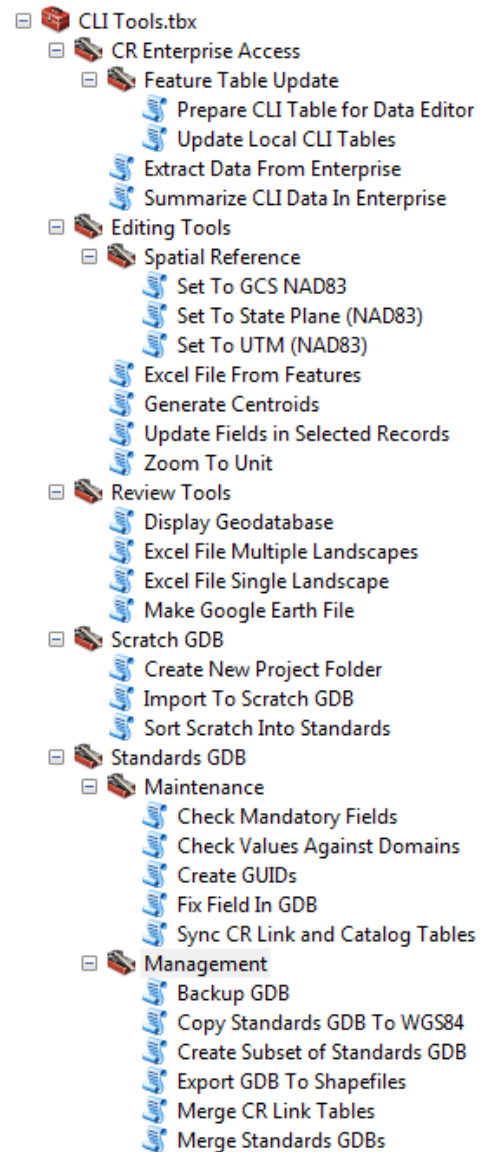 CLI Tools.tbx
CR Enterprise Access
Feature Table Update
Prepare CLI Table for Data Editor
Update Local CLI Tables
Extract Data From Enterprise
Summarize CLI Data In Enterprise
Editing Tools
Spatial Reference
Set To GCS NAD83
Set To State Plane (NAD83)
Set To UTM (NAD83)
Excel File From Features
Generate Centroids
Update Fields in Selected Records
Zoom To Unit
Review Tools
Display Geodatabase
Excel File Multiple Landscapes
Excel File Single Landscape
Make Google Earth File
Scratch GDB
Create New Project Folder
Import To Scratch GDB
Sort Scratch Into Standards
Standards GDB
Maintenance
Check Mandatory Fields
Check Values Against Domains
Create GUIDs
Fix Field In GDB
Sync CR Link and Catalog Tables
Management
Backup GDB
Copy Standards GDB To WGS84
Create Subset of Standards GDB
Export GDB To Shapefiles
Merge CR Link Tables
Merge Standards GDBs